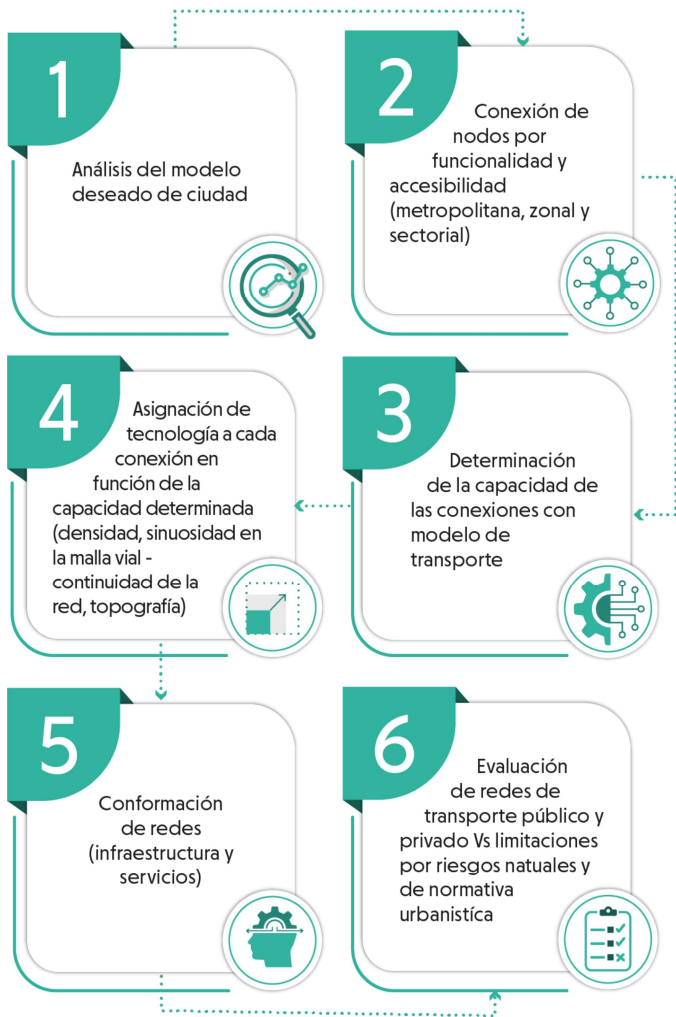 1
Análisis del modelo
deseado de ciudad
2
Conexión de
nodos por
funcionalidad y
accesibilidad
(metropolitana, zonal y
sectorial)
3
Determinación
de la capacidad de
las conexiones con
modelo de
transporte
4
Asignación de
tecnología a cada
conexión en
función de la
capacidad determinada
(densidad, sinuosidad en
la malla vial -
continuidad de la
red, topografía)
5
Conformación
de redes
(infraestructura y
servicios)
6
Evaluación
de redes de
transporte público y
privado Vs limitaciones
por riesgos natuales y
de normativa
urbanistíca